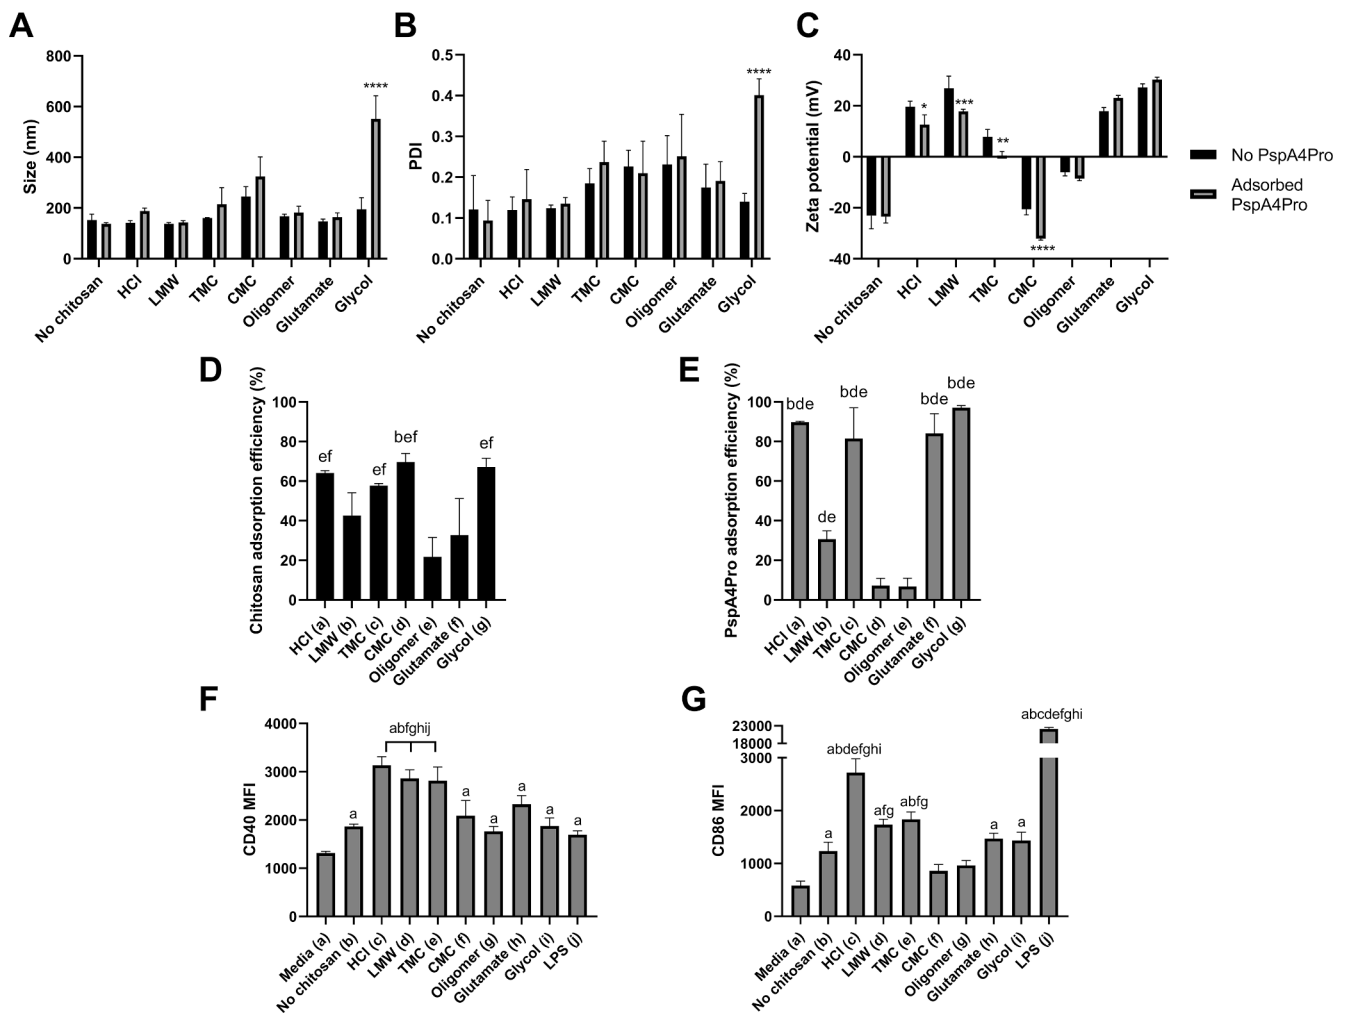 A
Size (nm)
800
600
400
200
0
****
No chitosan
HCl
LMW
TMC
CMC
Oligomer
Glutamate
Glycol
B
PDI
0.5
0.4
0.3
0.2
0.1
0.0
****
No chitosan
HCl
LMW
TMC
CMC
Oligomer
Glutamate
Glycol
C
Zeta potential (mV)
40
20
0
-20
-40
*
***
**
****
No chitosan
HCl
LMW
TMC
CMC
Oligomer
Glutamate
Glycol
No PspA4Pro
Adsorbed
PspA4Pro
D
Chitosan adsorption efficiency (%)
100
80
60
40
20
0
ef
ef
bef
ef
HCl (a)
LMW (b)
TMC (c)
CMC (d)
Oligomer (e)
Glutamate (f)
Glycol (g)
E
PspA4Pro adsorption efficiency (%)
100
80
60
40
20
0
bde
de
bde
bde
bde
HCl (a)
LMW (b)
TMC (c)
CMC (d)
Oligomer (e)
Glutamate (f)
Glycol (g)
F
CD40 MFI
4000
3000
2000
1000
0
a
abfghij
a
a
a
a
a
Media (a)
No chitosan (b)
HCl (c)
LMW (d)
TMC (e)
CMC (f)
Oligomer (g)
Glutamate (h)
Glycol (i)
LPS (j)
G
CD86 MFI
23000
18000
3000
2000
1000
0
a
abdefghi
afg
abfg
a
a
abcdefghi
Media (a)
No chitosan (b)
HCl (c)
LMW (d)
TMC (e)
CMC (f)
Oligomer (g)
Glutamate (h)
Glycol (i)
LPS (j)